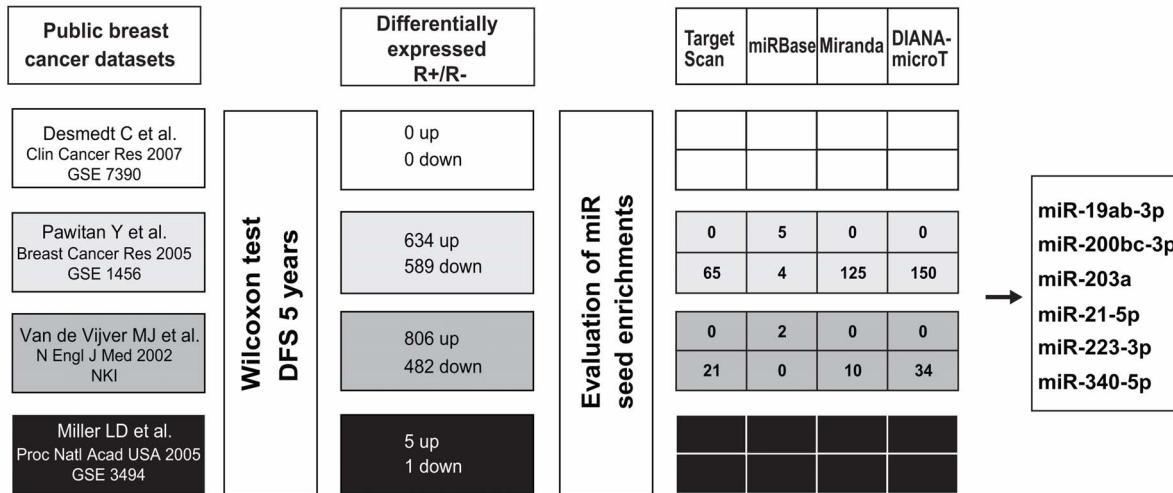 Public breast
cancer datasets
Differentially
expressed
R+/R-
Target
Scan
miRBase
Miranda
DIANA-
microT
Desmedt C et al.
Clin Cancer Res 2007
GSE 7390
Pawitan Y et al.
Breast Cancer Res 2005
GSE 1456
Van de Vijver MJ et al.
N Engl J Med 2002
NKI
Miller LD et al.
Proc Natl Acad USA 2005
GSE 3494
Wilcoxon test
DFS 5 years
0 up
0 down
634 up
589 down
806 up
482 down
5 up
1 down
Evaluation of miR
seed enrichments
0 5 0 0
65 4 125 150
0 2 0 0
21 0 10 34
miR-19ab-3p
miR-200bc-3p
miR-203a
miR-21-5p
miR-223-3p
miR-340-5p